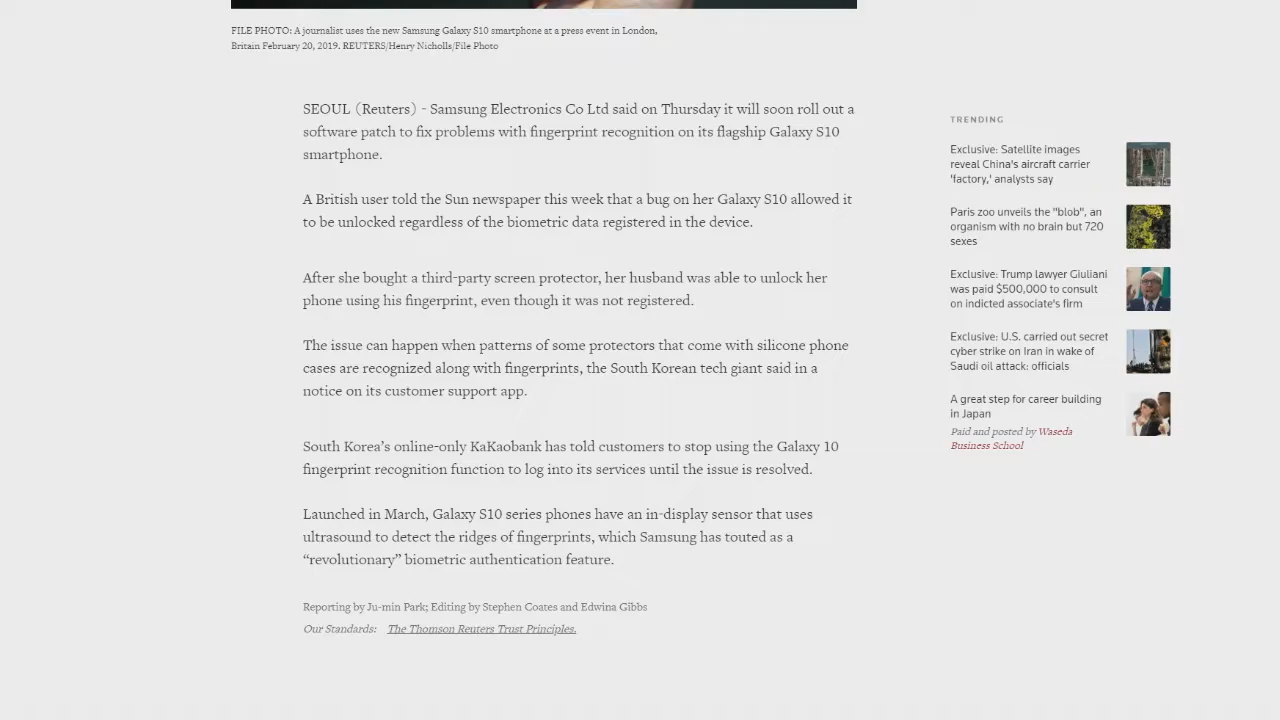 FILE PHOTO: A journalist uses the new Samsung Galaxy S10 smartphone at a press event in London,
Britain February 20, 2019. REUTERS/Henry Nicholls/File Photo
SEOUL (Reuters) - Samsung Electronics Co Ltd said on Thursday it will soon roll out a
software patch to fix problems with fingerprint recognition on its flagship Galaxy S10
smartphone.
A British user told the Sun newspaper this week that a bug on her Galaxy S10 allowed it
to be unlocked regardless of the biometric data registered in the device.
After she bought a third-party screen protector, her husband was able to unlock her
phone using his fingerprint, even though it was not registered.
The issue can happen when patterns of some protectors that come with silicone phone
cases are recognized along with fingerprints, the South Korean tech giant said in a
notice on its customer support app.
South Korea’s online-only KaKaobank has told customers to stop using the Galaxy 10
fingerprint recognition function to log into its services until the issue is resolved.
Launched in March, Galaxy S10 series phones have an in-display sensor that uses
ultrasound to detect the ridges of fingerprints, which Samsung has touted as a
“revolutionary” biometric authentication feature.
Reporting by Ju-min Park; Editing by Stephen Coates and Edwina Gibbs
Our Standards: The Thomson Reuters Trust Principles.
TRENDING
Exclusive: Satellite images
reveal China's aircraft carrier
'factory,' analysts say
Paris zoo unveils the "blob", an
organism with no brain but 720
sexes
Exclusive: Trump lawyer Giuliani
was paid $500,000 to consult
on indicted associate's firm
Exclusive: U.S. carried out secret
cyber strike on Iran in wake of
Saudi oil attack: officials
A great step for career building
in Japan
Paid and posted by Waseda
Business School